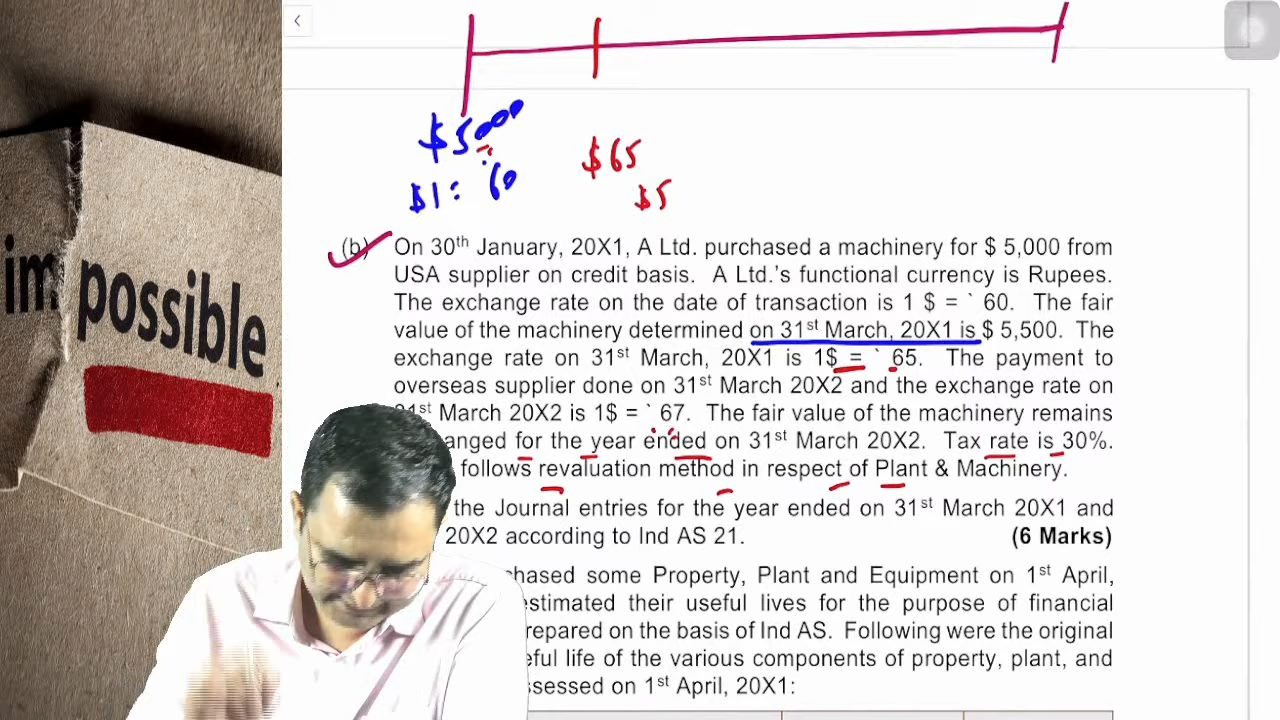 $5000
$1 = 60
$65
$5
im possible
(b) On 30th January, 20X1, A Ltd. purchased a machinery for $ 5,000 from
USA supplier on credit basis. A Ltd.'s functional currency is Rupees.
The exchange rate on the date of transaction is 1 $ = ` 60. The fair
value of the machinery determined on 31st March, 20X1 is $ 5,500. The
exchange rate on 31st March, 20X1 is 1$ = ` 65. The payment to
overseas supplier done on 31st March 20X2 and the exchange rate on
March 20X2 is 1$ = ` 67. The fair value of the machinery remains
for the year ended on 31st March 20X2. Tax rate is 30%.
follows revaluation method in respect of Plant & Machinery.
the Journal entries for the year ended on 31st March 20X1 and
20X2 according to Ind AS 21. (6 Marks)
some Property, Plant and Equipment on 1st April,
their useful lives for the purpose of financial
on the basis of Ind AS. Following were the original
life of the various components of property, plant, and
on 1st April, 20X1: